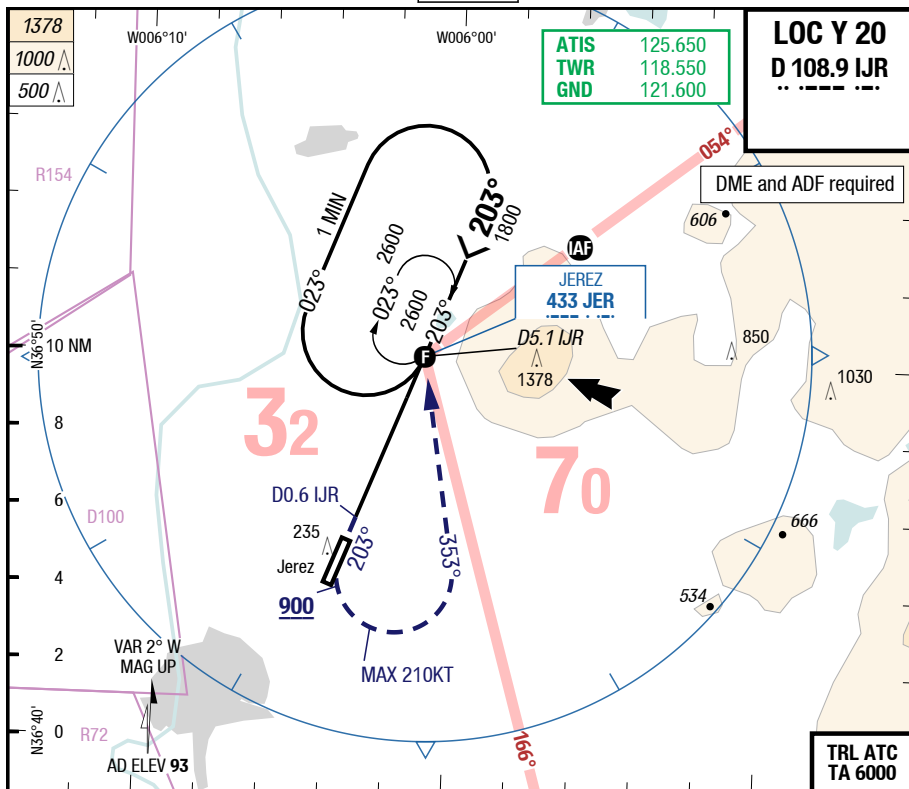 1378
1000
500
W006°10'
W006°00'
ATIS 125.650
TWR 118.550
GND 121.600
LOC Y 20
D 108.9 IJR
DME and ADF required
R154
054°
606
1 MIN
2600
203°
1800
IAF
JEREZ
433 JER
023°
023°
2600
203°
D5.1 IJR
F
1378
850
1030
N36°50'
10 NM
8
6
4
2
0
32
70
D100
D0.6 IJR
235
Jerez
203°
353°
900
MAX 210KT
666
534
VAR 2° W
MAG UP
N36°40'
R72
AD ELEV 93
166°
TRL ATC
TA 6000